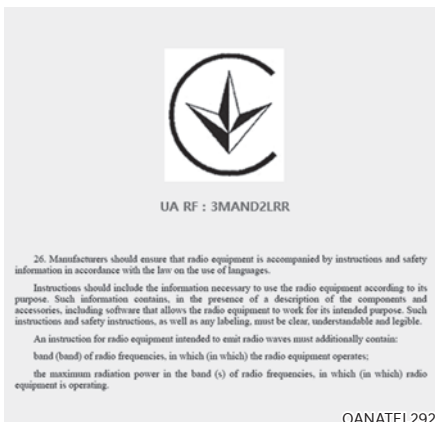 UA RF : 3MAND2LRR
26. Manufacturers should ensure that radio equipment is accompanied by instructions and safety
information in accordance with the law on the use of languages.
Instructions should include the information necessary to use the radio equipment according to its
purpose. Such information contains, in the presence of a description of the components and
accessories, including software that allows the radio equipment to work for its intended purpose. Such
instructions and safety instructions, as well as any labeling, must be clear, understandable and legible.
An instruction for radio equipment intended to emit radio waves must additionally contain:
band (band) of radio frequencies, in which (in which) the radio equipment operates;
the maximum radiation power in the band (s) of radio frequencies, in which (in which) radio
equipment is operating.
OANATEL292